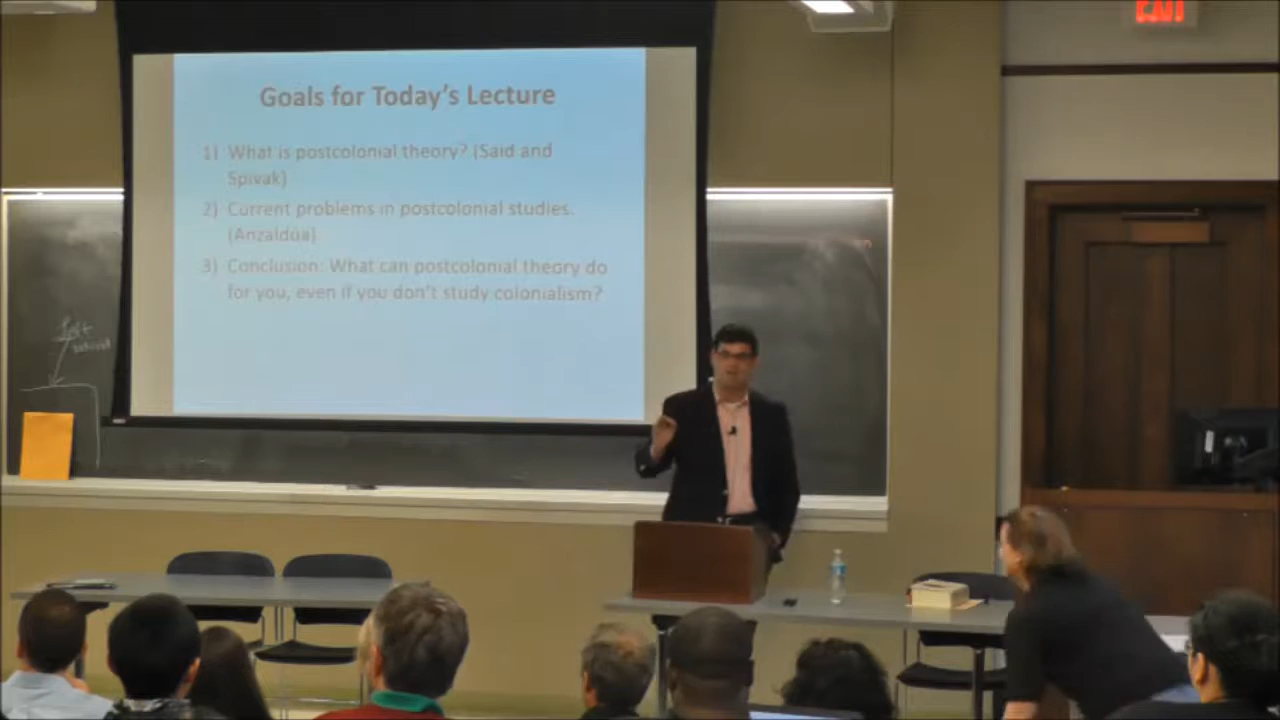 EXIT
Goals for Today's Lecture
1) What is postcolonial theory? (Said and
Spivak)
2) Current problems in postcolonial studies.
(Anzaldúa)
3) Conclusion: What can postcolonial theory do
for you, even if you don't study colonialism?